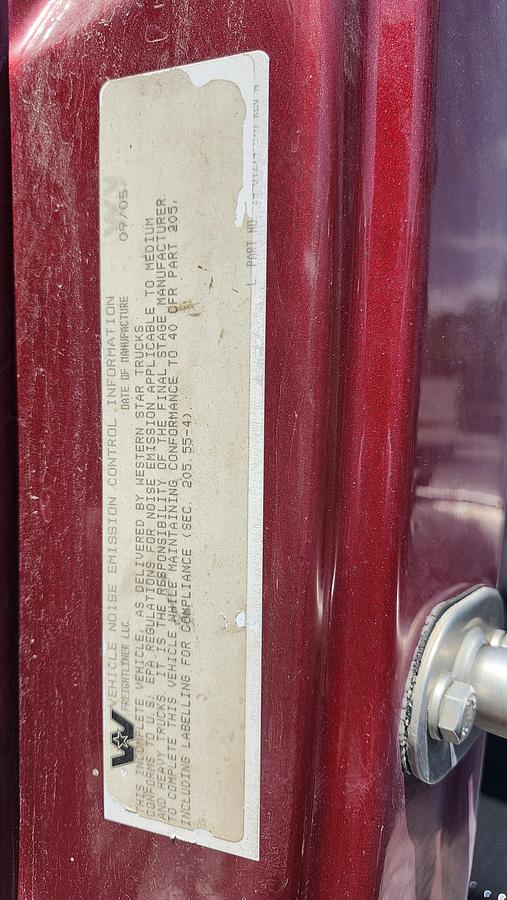 VEHICLE NOISE EMISSION CONTROL INFORMATION
FREIGHTLINER LLC. DATE OF MANUFACTURE 09/05
THIS INCOMPLETE VEHICLE, AS DELIVERED BY WESTERN STAR TRUCKS
CONFORMS TO U.S. EPA REGULATIONS FOR NOISE EMISSION APPLICABLE TO MEDIUM
AND HEAVY TRUCKS. IT IS THE RESPONSIBILITY OF THE FINAL STAGE MANUFACTURER
TO COMPLETE THIS VEHICLE WHILE MAINTAINING CONFORMANCE TO 40 CFR PART 205,
INCLUDING LABELLING FOR COMPLIANCE (SEC. 205.55-4).
PART NO REV